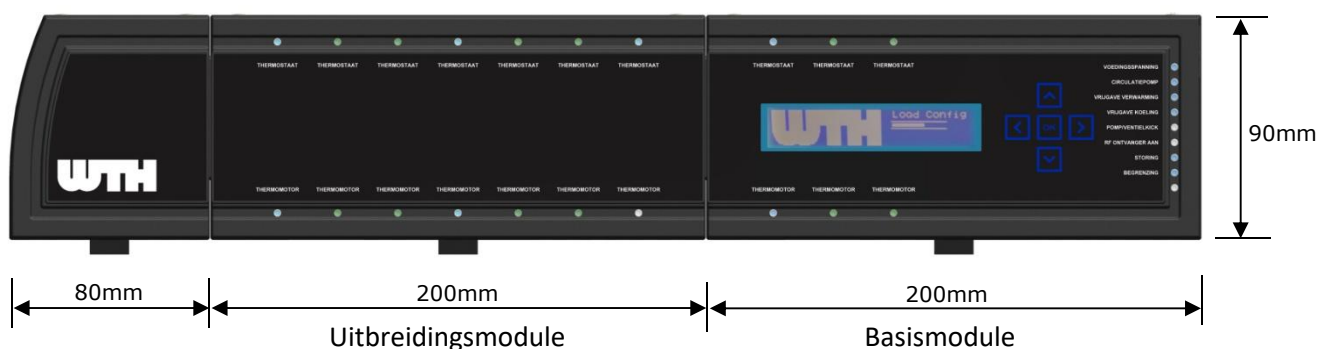 THERMOSTAAT THERMOSTAAT THERMOSTAAT THERMOSTAAT THERMOSTAAT THERMOSTAAT THERMOSTAAT THERMOSTAAT THERMOSTAAT THERMOSTAAT
VOEDINGSSPANNING
CIRCULATIEPOMP
VRIJGAVE VERWARMING
VRIJGAVE KOELING
POMP/VENTIELKICK
RF ONTVANGER AAN
STORING
BEGRENZING
WTH Load Config
OK
90mm
WTH
THERMOMOTOR THERMOMOTOR THERMOMOTOR THERMOMOTOR THERMOMOTOR THERMOMOTOR THERMOMOTOR THERMOMOTOR THERMOMOTOR THERMOMOTOR
80mm 200mm 200mm
Uitbreidingsmodule Basismodule